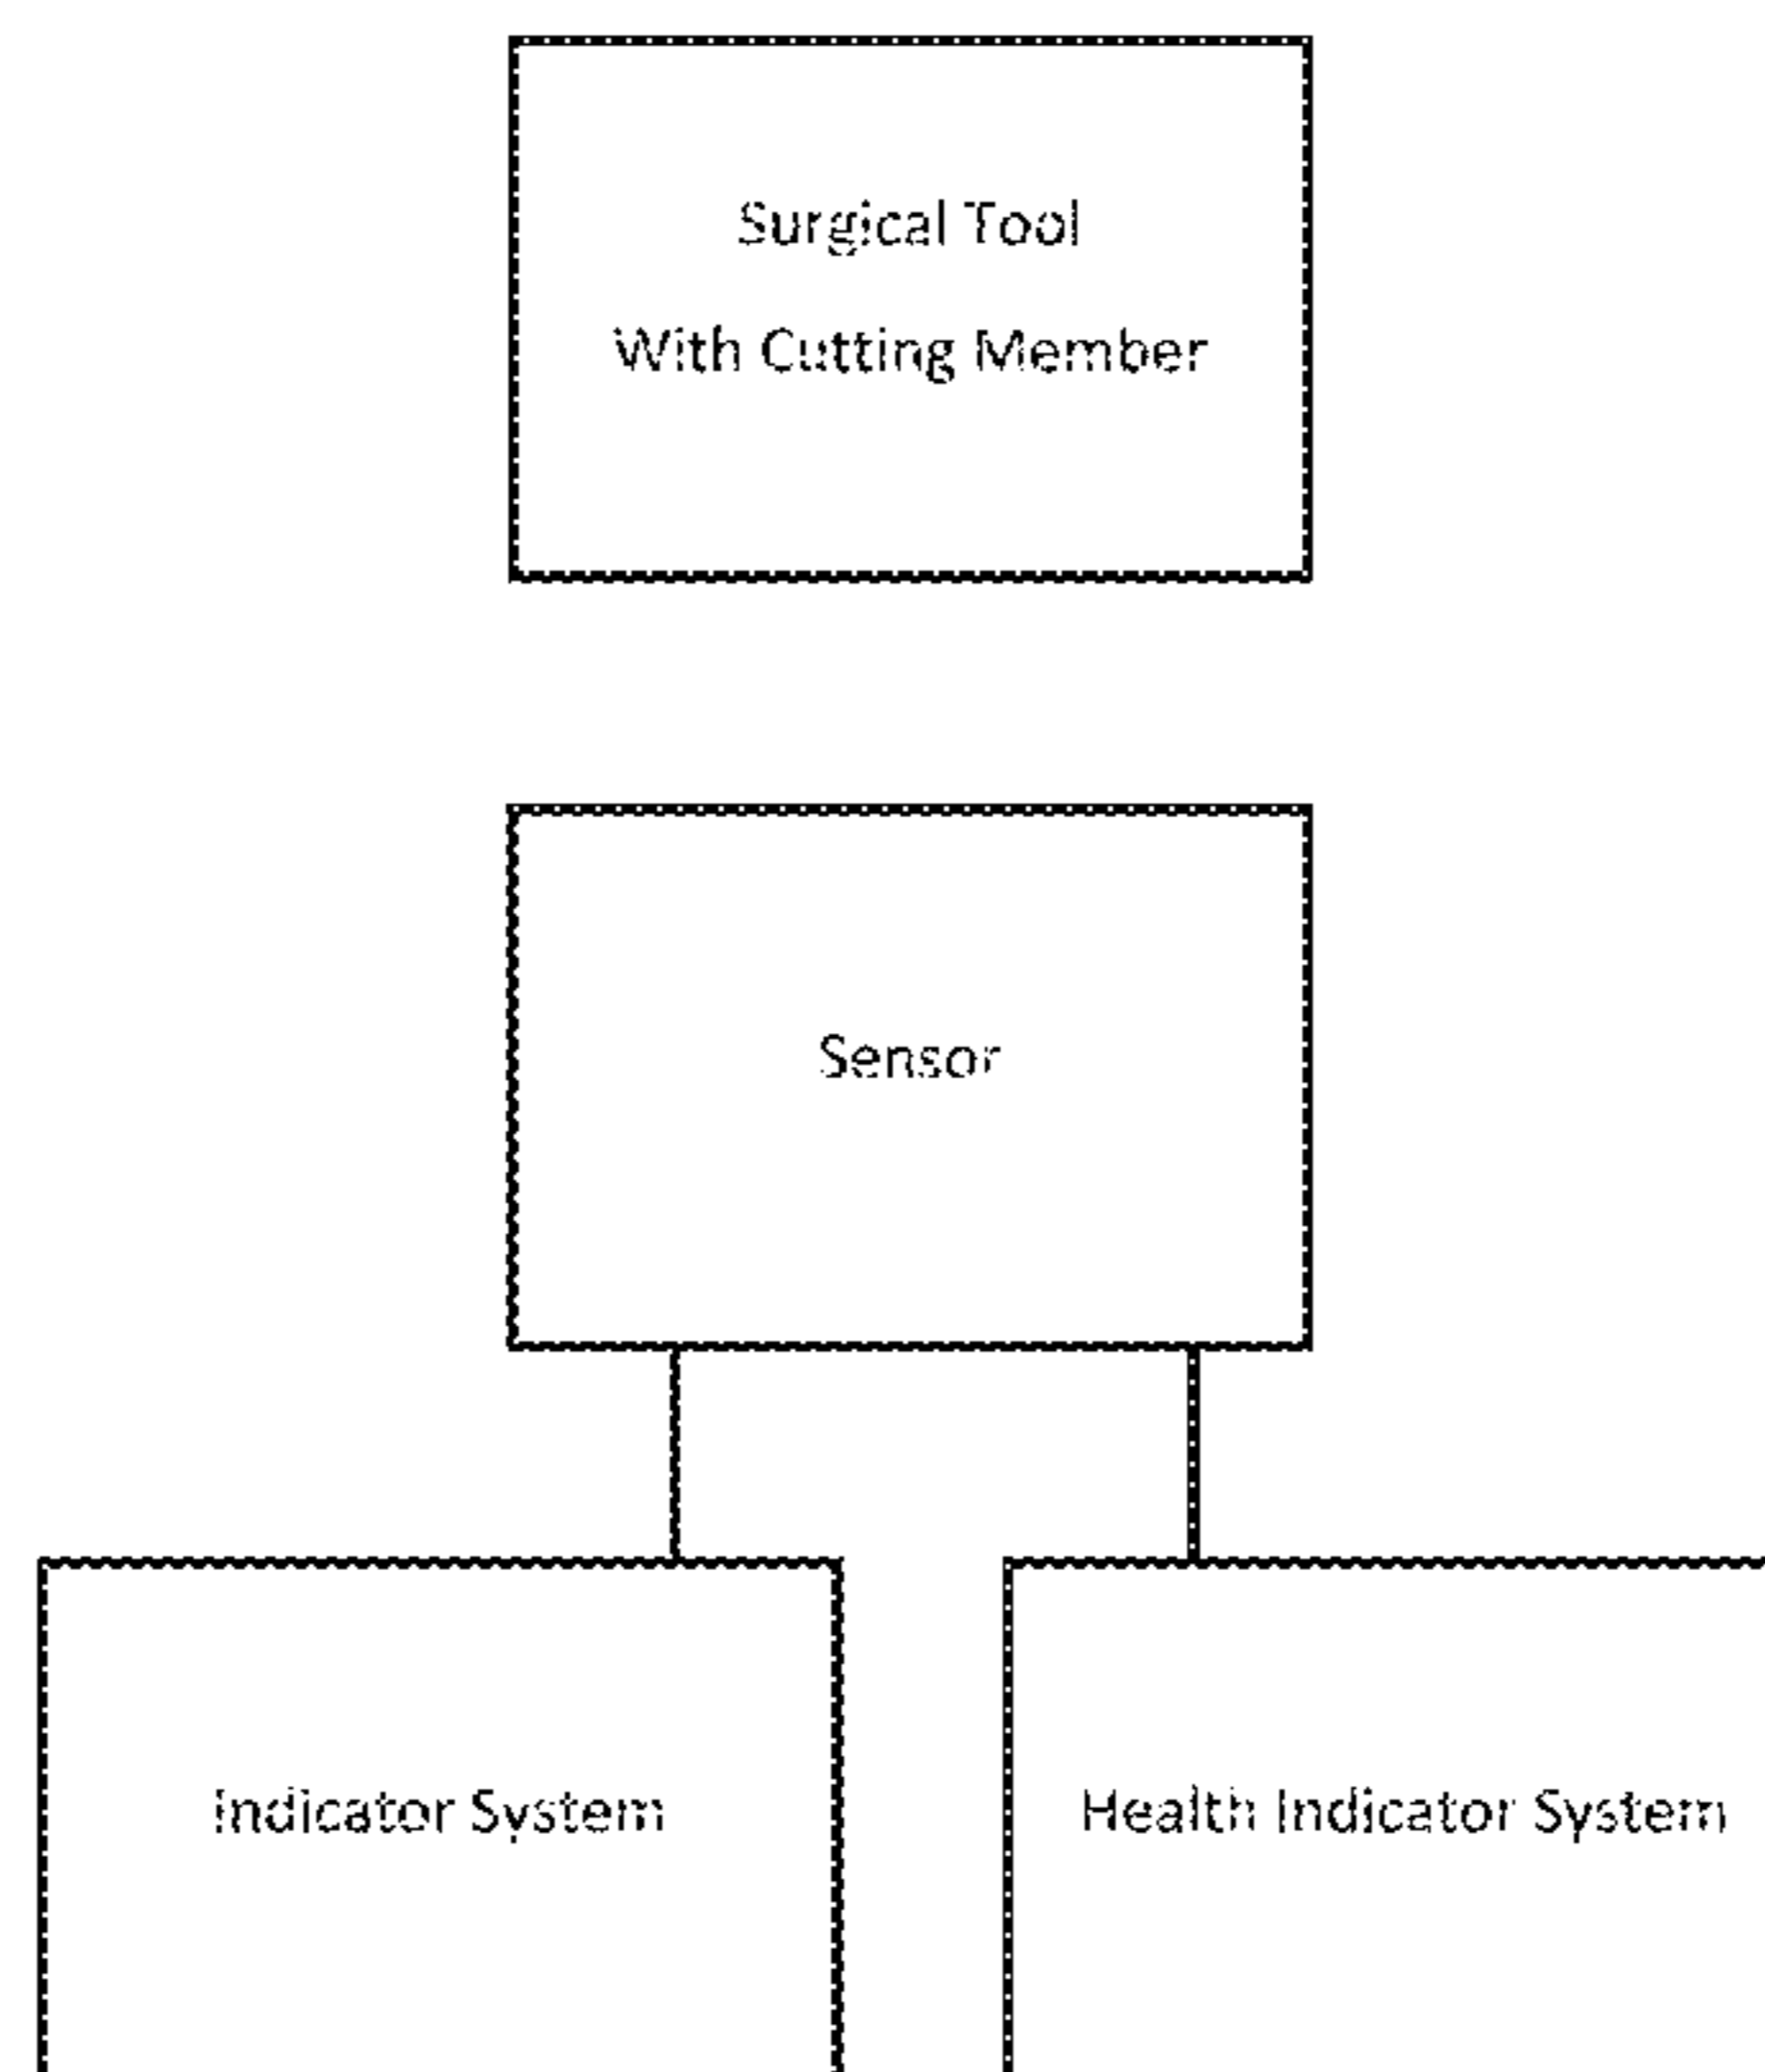 Surgical Tool
With Cutting Member
Sensor
Indicator System
Health Indicator System